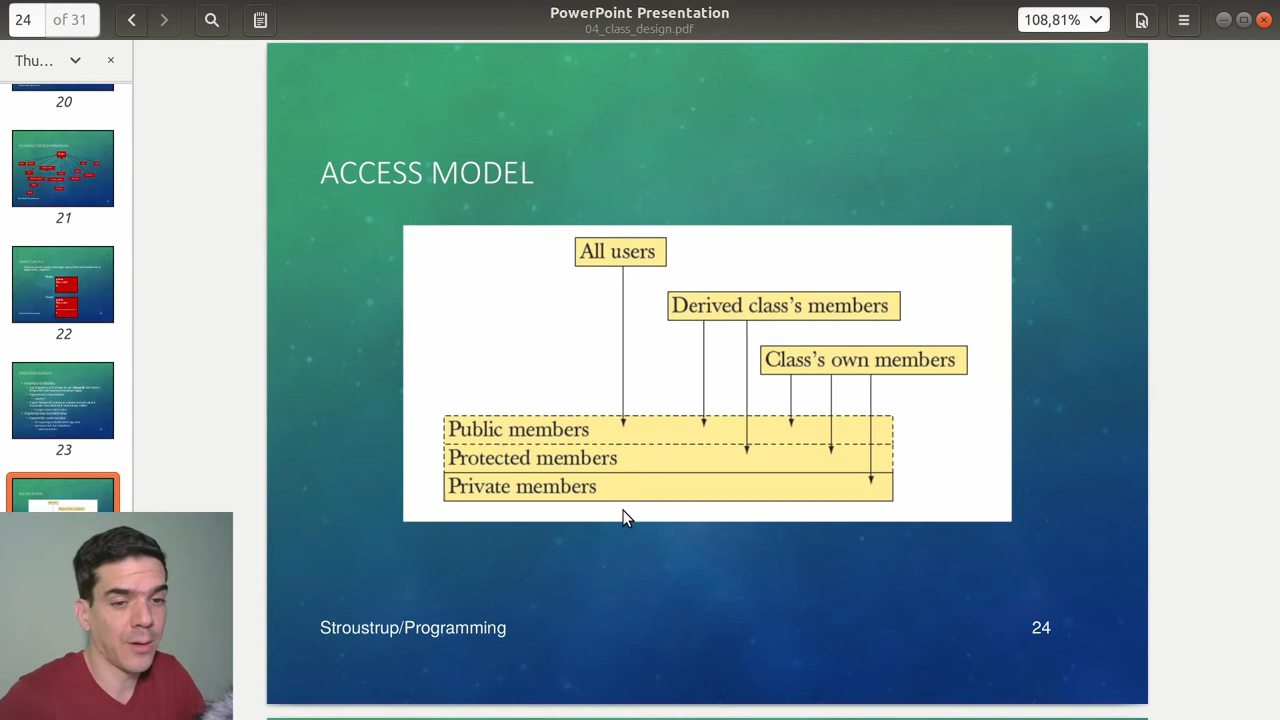 24 of 31
PowerPoint Presentation
04_class_design.pdf
108,81%
Thu...
20
21
22
23
ACCESS MODEL
All users
Derived class's members
Class's own members
Public members
Protected members
Private members
Stroustrup/Programming
24